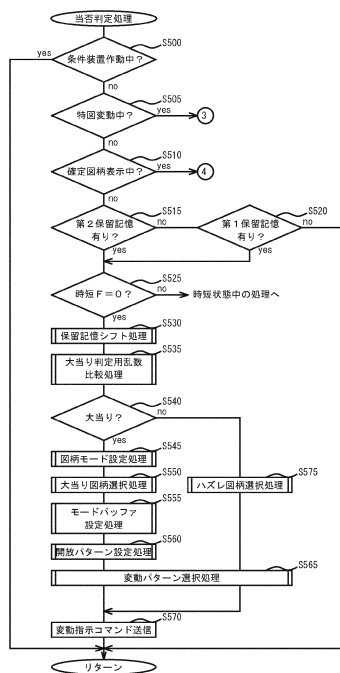 当否判定処理
S500
yes
条件装置作動中？
no
S505
特図変動中？
yes
3
no
S510
確定図柄表示中？
yes
4
no
S515
第２保留記憶
有り？
no
yes
S520
第１保留記憶
有り？
no
yes
S525
時短Ｆ＝０？
no
時短状態中の処理へ
yes
S530
保留記憶シフト処理
S535
大当り判定用乱数
比較処理
S540
大当り？
no
yes
S545
図柄モード設定処理
S550
大当り図柄選択処理
S575
ハズレ図柄選択処理
S555
モードバッファ
設定処理
S560
開放パターン設定処理
S565
変動パターン選択処理
S570
変動指示コマンド送信
リターン